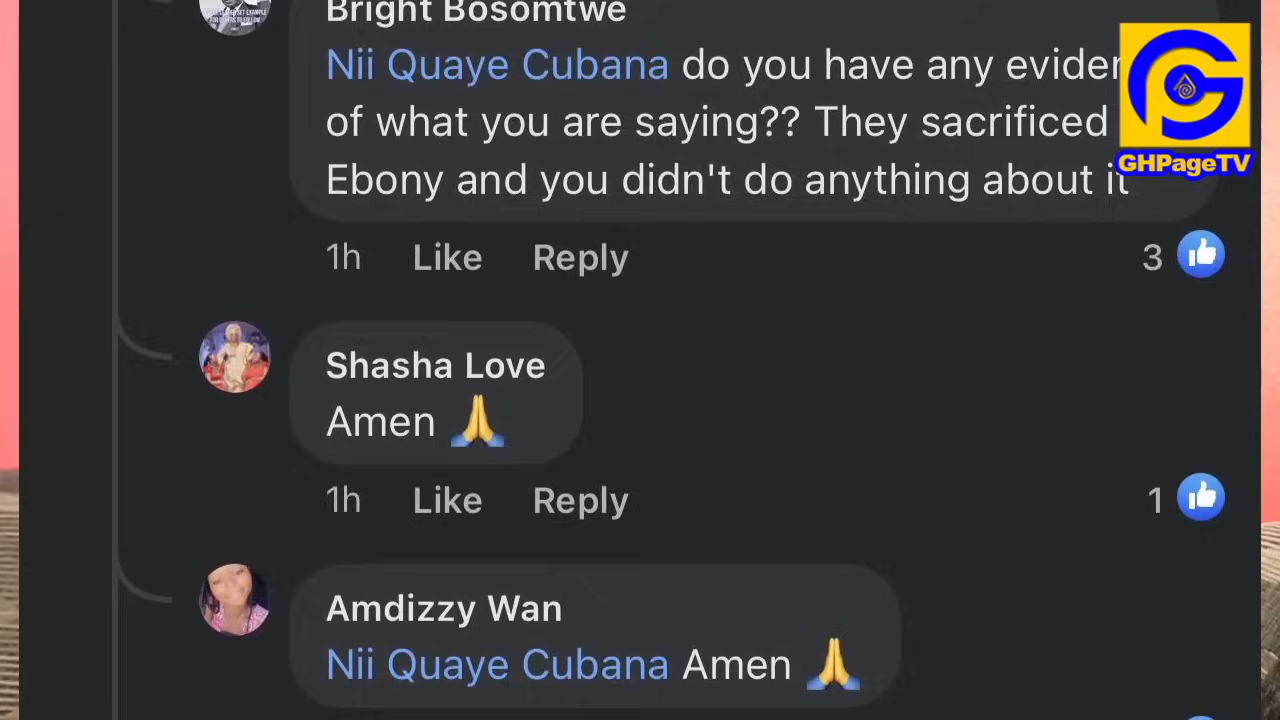 Bright Bosomtwe
Nii Quaye Cubana do you have any eviden
of what you are saying?? They sacrificed
Ebony and you didn't do anything about it
GHPageTV
1h Like Reply 3
Shasha Love
Amen 🙏
1h Like Reply 1
Amdizzy Wan
Nii Quaye Cubana Amen 🙏